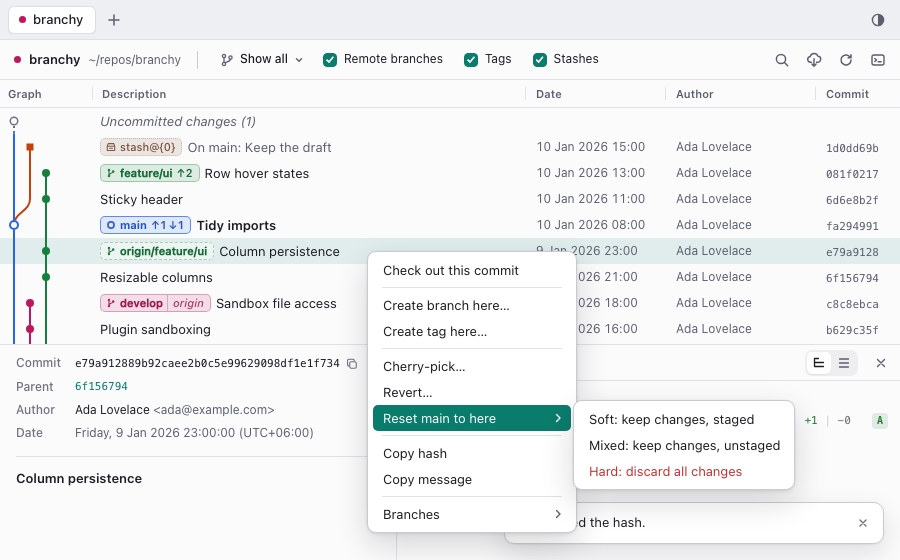 branchy
branchy ~/repos/branchy Show all Remote branches Tags Stashes
Graph Description Date Author Commit
Uncommitted changes (1)
stash@{0} On main: Keep the draft 10 Jan 2026 15:00 Ada Lovelace 1d0dd69b
feature/ui ↑2 Row hover states 10 Jan 2026 13:00 Ada Lovelace 081f0217
Sticky header 10 Jan 2026 11:00 Ada Lovelace 6d6e8b2f
main ↑1↓1 Tidy imports 10 Jan 2026 08:00 Ada Lovelace fa294991
origin/feature/ui Column persistence 9 Jan 2026 23:00 Ada Lovelace e79a9128
Resizable columns 2026 21:00 Ada Lovelace 6f156794
develop origin Sandbox file access 2026 18:00 Ada Lovelace c8c8ebca
Plugin sandboxing 2026 16:00 Ada Lovelace b629c35f
Check out this commit
Create branch here…
Create tag here…
Cherry-pick…
Revert…
Reset main to here
Copy hash
Copy message
Branches
Soft: keep changes, staged
Mixed: keep changes, unstaged
Hard: discard all changes
Commit e79a912889b92caee2b0c5e99629098df1e1f734
Parent 6f156794
Author Ada Lovelace <ada@example.com>
Date Friday, 9 Jan 2026 23:00:00 (UTC+06:00)
Column persistence
+1 −0 A
the hash.